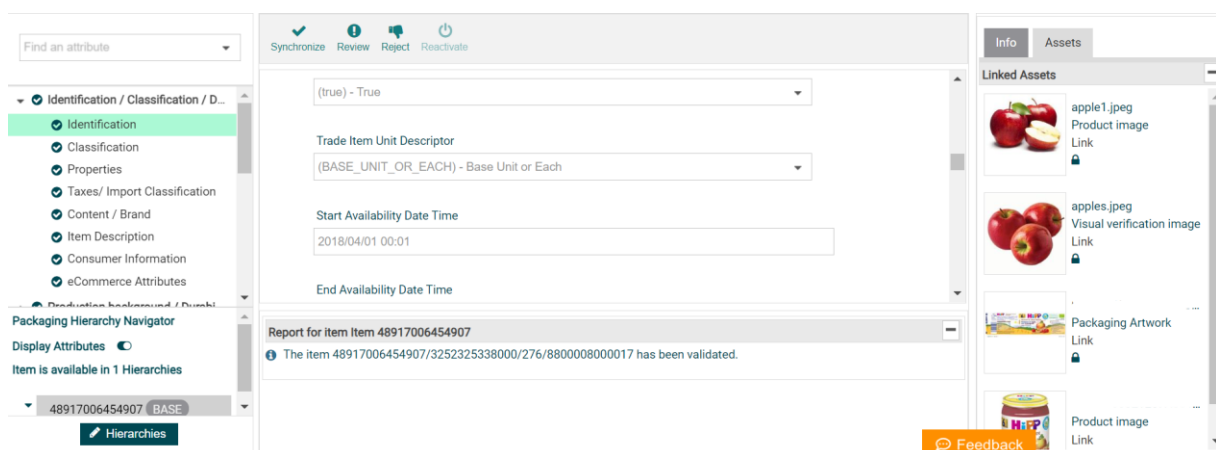 Find an attribute
Identification / Classification / D...
Identification
Classification
Properties
Taxes/ Import Classification
Content / Brand
Item Description
Consumer Information
eCommerce Attributes
Packaging Hierarchy Navigator
Display Attributes
Item is available in 1 Hierarchies
48917006454907 BASE
Hierarchies
Synchronize Review Reject Reactivate
(true) - True
Trade Item Unit Descriptor
(BASE_UNIT_OR_EACH) - Base Unit or Each
Start Availability Date Time
2018/04/01 00:01
End Availability Date Time
Report for item Item 48917006454907
The item 48917006454907/3252325338000/276/8800008000017 has been validated.
Info Assets
Linked Assets
apple1.jpeg
Product image
Link
apples.jpeg
Visual verification image
Link
...
Packaging Artwork
Link
HiPP
...
Product image
Link
Feedback